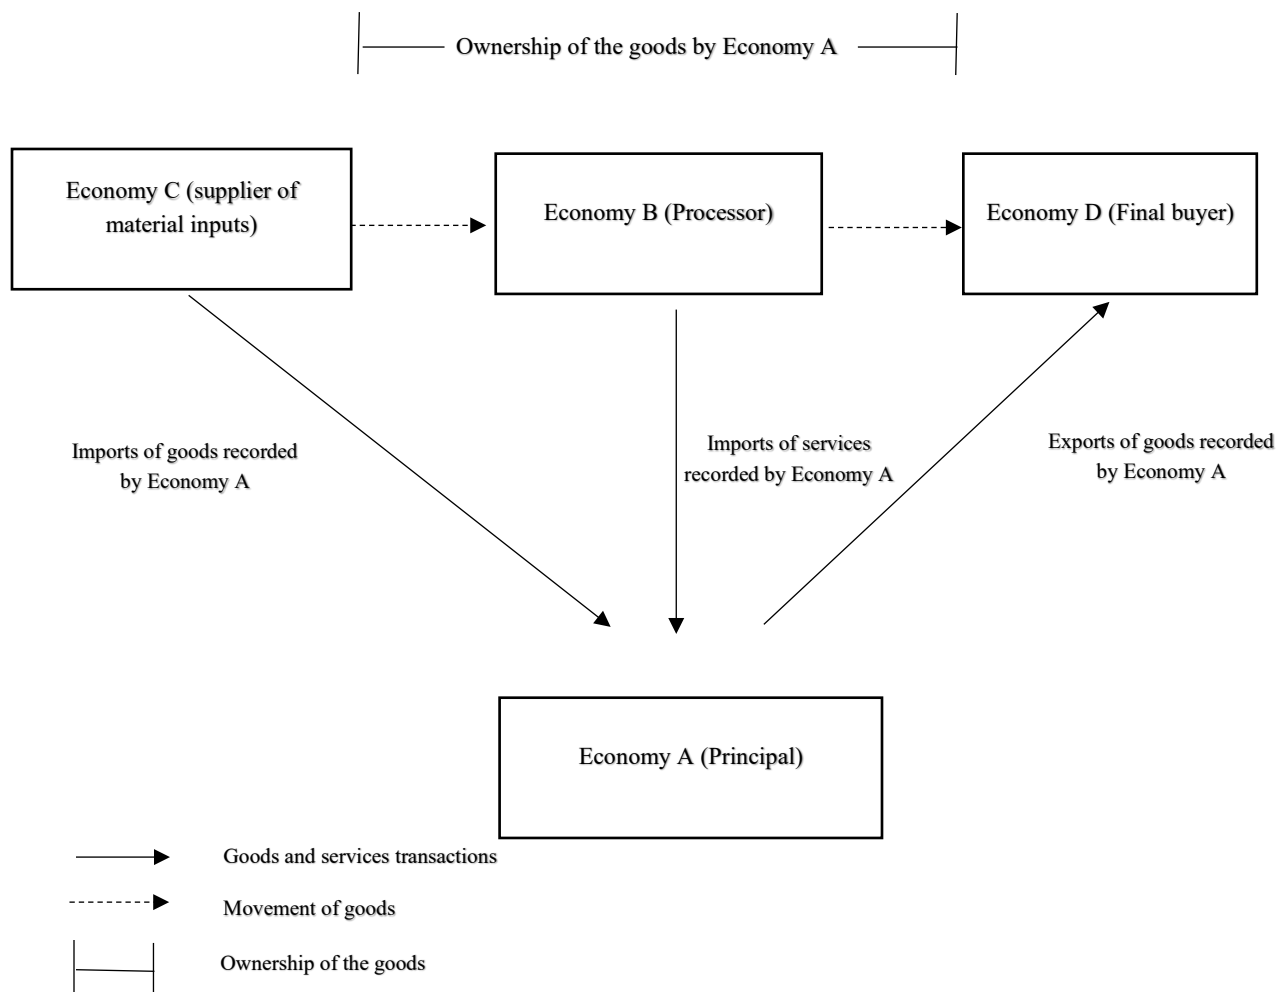 Ownership of the goods by Economy A
Economy C (supplier of
material inputs)
Economy B (Processor)
Economy D (Final buyer)
Imports of goods recorded
by Economy A
Imports of services
recorded by Economy A
Exports of goods recorded
by Economy A
Economy A (Principal)
Goods and services transactions
Movement of goods
Ownership of the goods